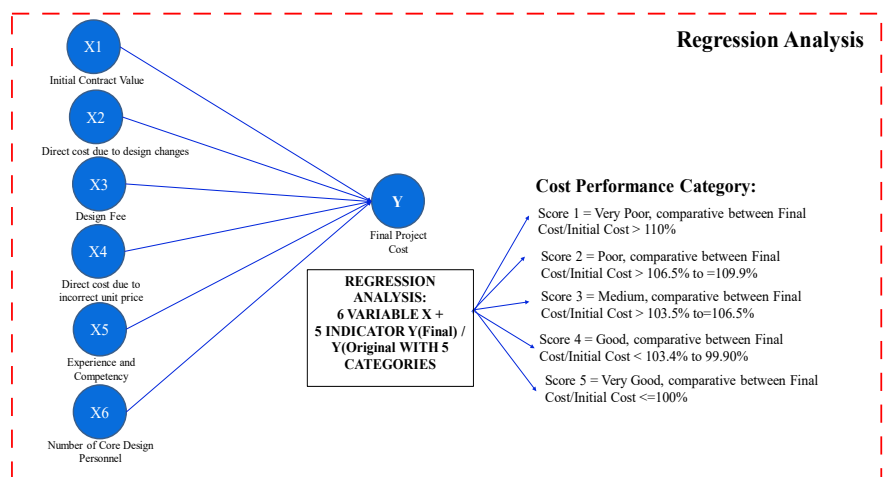 Regression Analysis
X1
Initial Contract Value
X2
Direct cost due to design changes
X3
Design Fee
X4
Direct cost due to
incorrect unit price
X5
Experience and
Competency
X6
Number of Core Design
Personnel
Y
Final Project
Cost
REGRESSION
ANALYSIS:
6 VARIABLE X +
5 INDICATOR Y(Final) /
Y(Original WITH 5
CATEGORIES
Cost Performance Category:
Score 1 = Very Poor, comparative between Final
Cost/Initial Cost > 110%
Score 2 = Poor, comparative between Final
Cost/Initial Cost > 106.5% to =109.9%
Score 3 = Medium, comparative between Final
Cost/Initial Cost > 103.5% to=106.5%
Score 4 = Good, comparative between Final
Cost/Initial Cost < 103.4% to 99.90%
Score 5 = Very Good, comparative between Final
Cost/Initial Cost <=100%